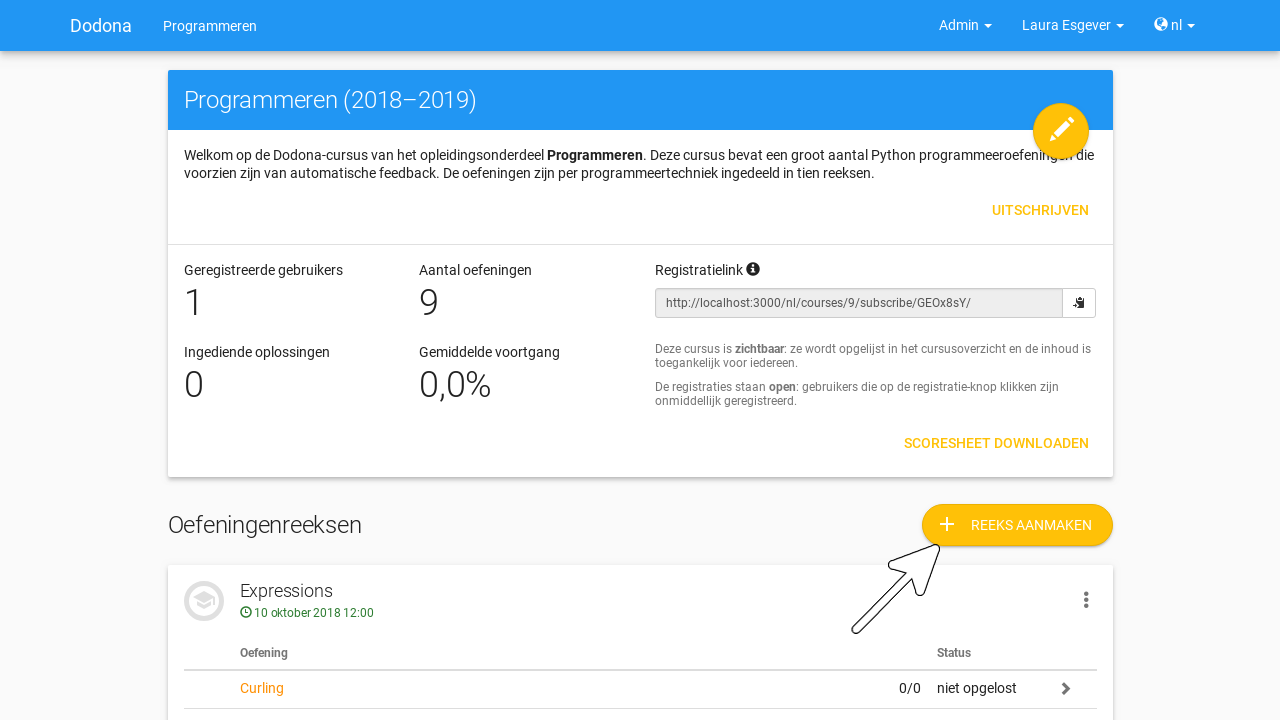 Dodona Programmeren Admin Laura Esgever nl
Programmeren (2018–2019)
Welkom op de Dodona-cursus van het opleidingsonderdeel Programmeren. Deze cursus bevat een groot aantal Python programmeeroefeningen die
voorzien zijn van automatische feedback. De oefeningen zijn per programmeertechniek ingedeeld in tien reeksen.
UITSCHRIJVEN
Geregistreerde gebruikers
1
Aantal oefeningen
9
Registratielink
http://localhost:3000/nl/courses/9/subscribe/GEOx8sY/
Ingediende oplossingen
0
Gemiddelde voortgang
0,0%
Deze cursus is zichtbaar: ze wordt opgelijst in het cursusoverzicht en de inhoud is
toegankelijk voor iedereen.
De registraties staan open: gebruikers die op de registratie-knop klikken zijn
onmiddellijk geregistreerd.
SCORESHEET DOWNLOADEN
Oefeningenreeksen
REEKS AANMAKEN
Expressions
10 oktober 2018 12:00
Oefening Status
Curling 0/0 niet opgelost